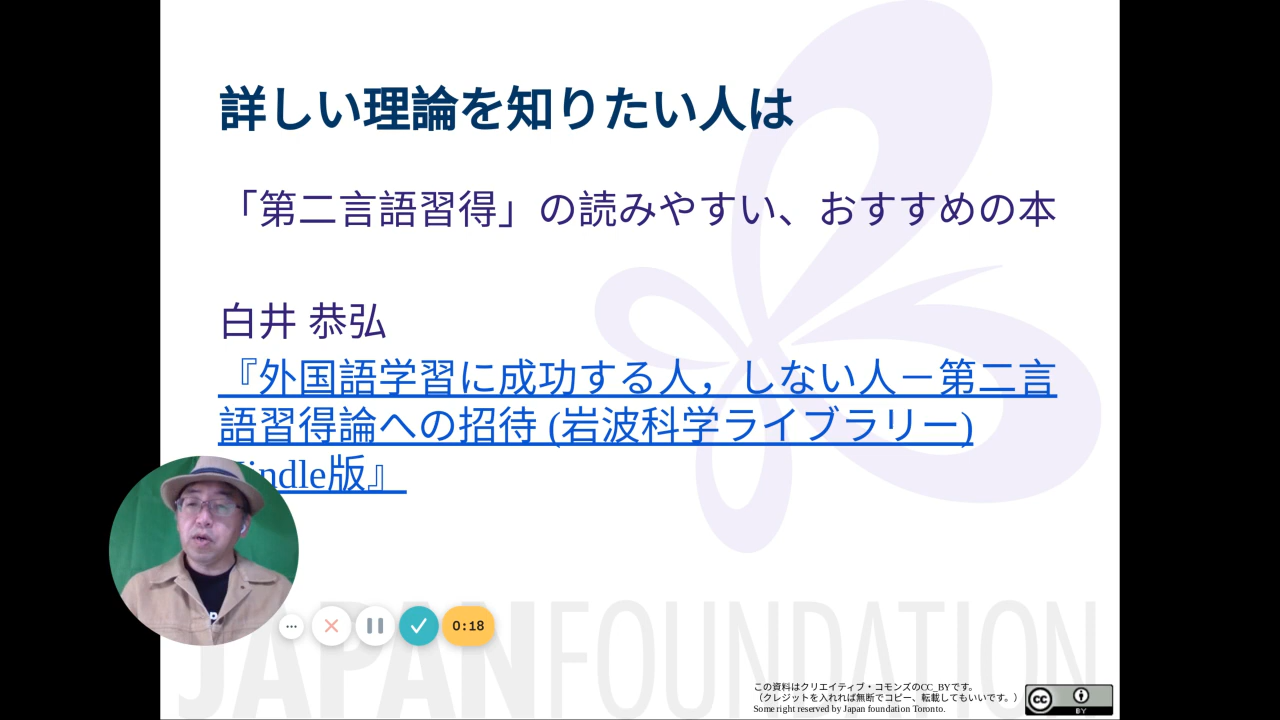 詳しい理論を知りたい人は
「第二言語習得」の読みやすい、おすすめの本
白井 恭弘
『外国語学習に成功する人，しない人－第二言
語習得論への招待 (岩波科学ライブラリー)
Kindle版』
0:18
JAPANFOUNDATION
この資料はクリエイティブ・コモンズのCC_BYです。
（クレジットを入れれば無断でコピー、転載してもいいです。）
Some right reserved by Japan foundation Toronto.
cc
BY